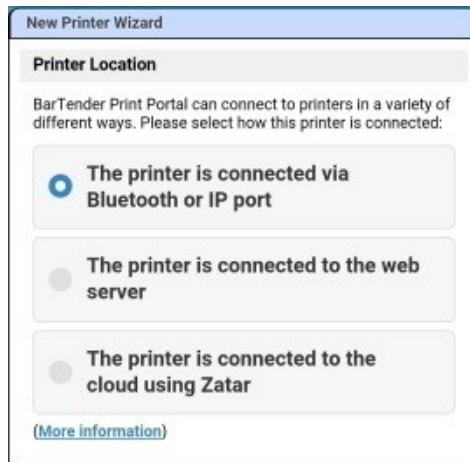 New Printer Wizard
Printer Location
BarTender Print Portal can connect to printers in a variety of
different ways. Please select how this printer is connected:
The printer is connected via
Bluetooth or IP port
The printer is connected to the web
server
The printer is connected to the
cloud using Zatar
(More information)